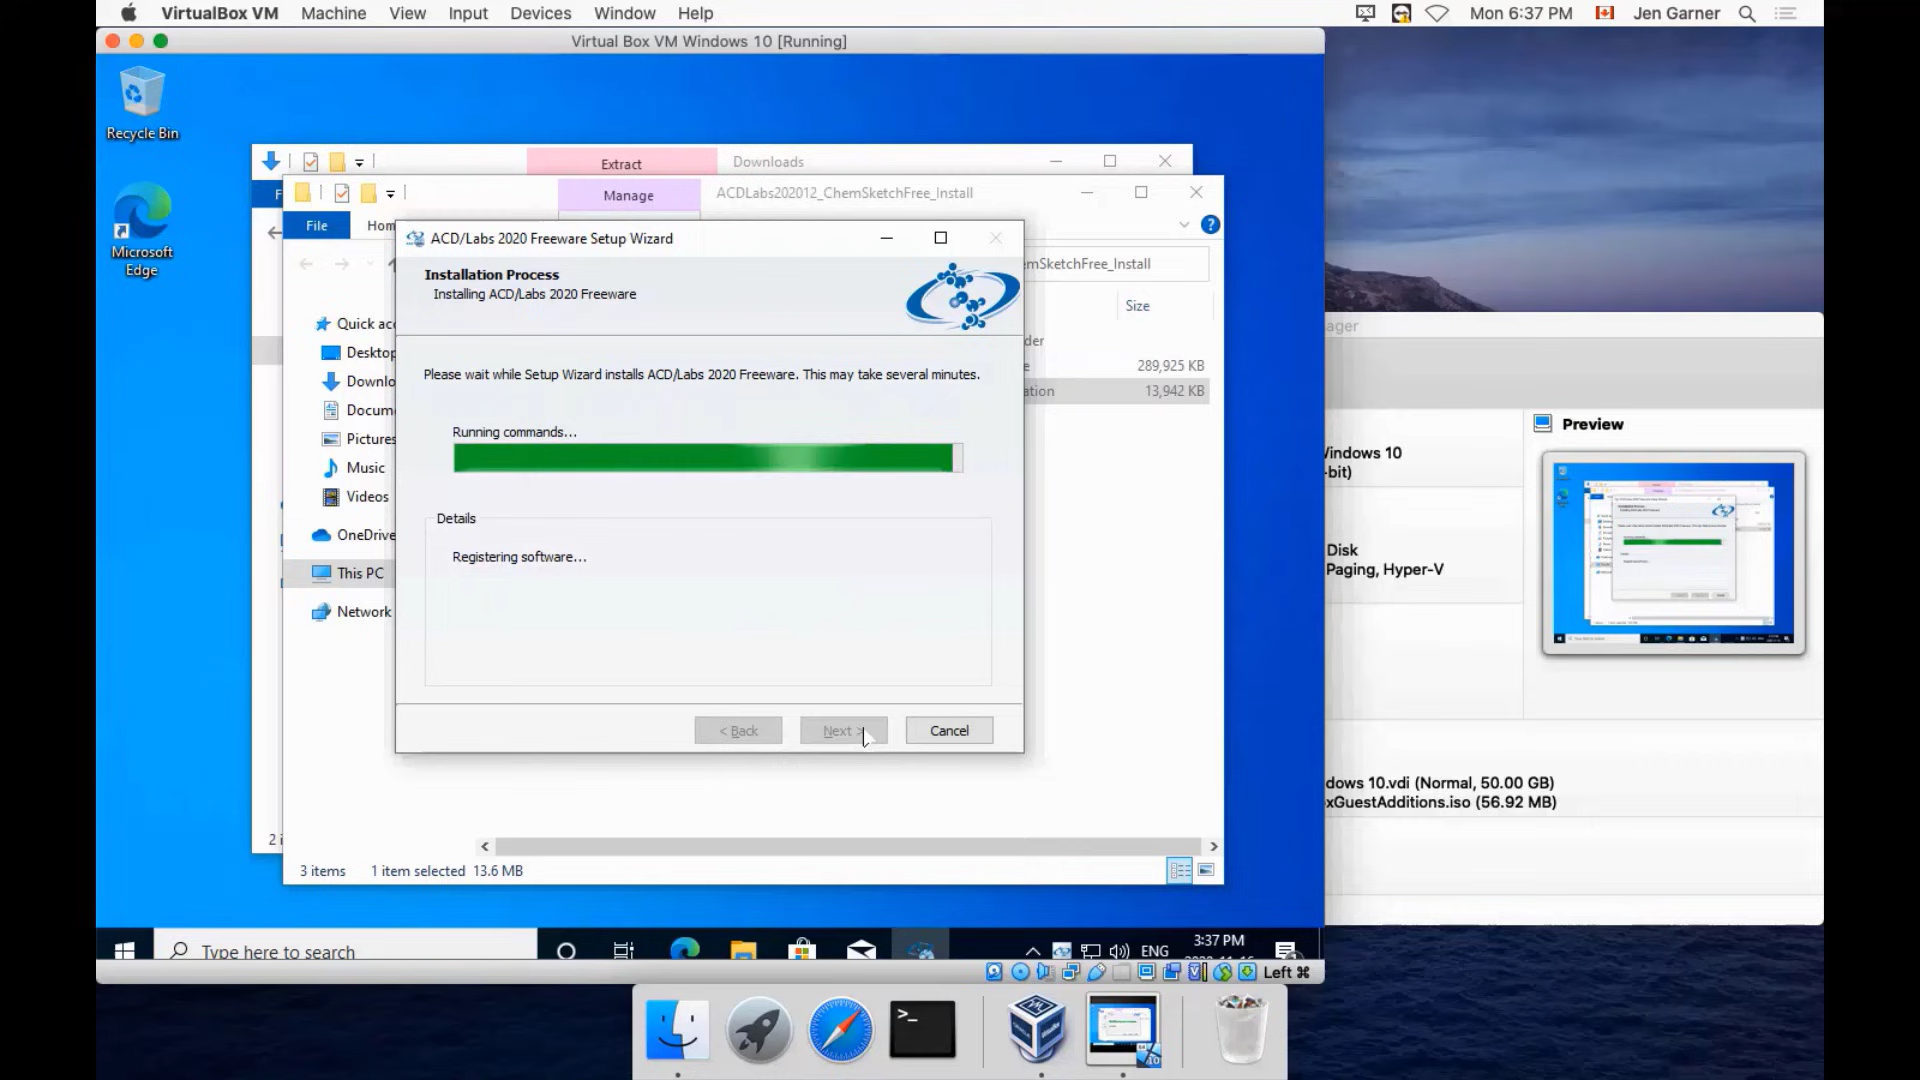 VirtualBox VM Machine View Input Devices Window Help Mon 6:37 PM Jen Garner
Virtual Box VM Windows 10 [Running]
Recycle Bin
Microsoft
Edge
Extract Downloads
Manage ACDLabs202012_ChemSketchFree_Install
File
ACD/Labs 2020 Freeware Setup Wizard
Installation Process
Installing ACD/Labs 2020 Freeware
Size
Please wait while Setup Wizard installs ACD/Labs 2020 Freeware. This may take several minutes.
289,925 KB
13,942 KB
Running commands...
Details
Registering software...
Quick
Pictures
Music
Videos
OneDrive
This PC
Network
< Back Next > Cancel
3 items 1 item selected 13.6 MB
Preview
Windows 10
-bit)
Disk
Paging, Hyper-V
dows 10.vdi (Normal, 50.00 GB)
xGuestAdditions.iso (56.92 MB)
Type here to search
ENG
3:37 PM
Left ⌘